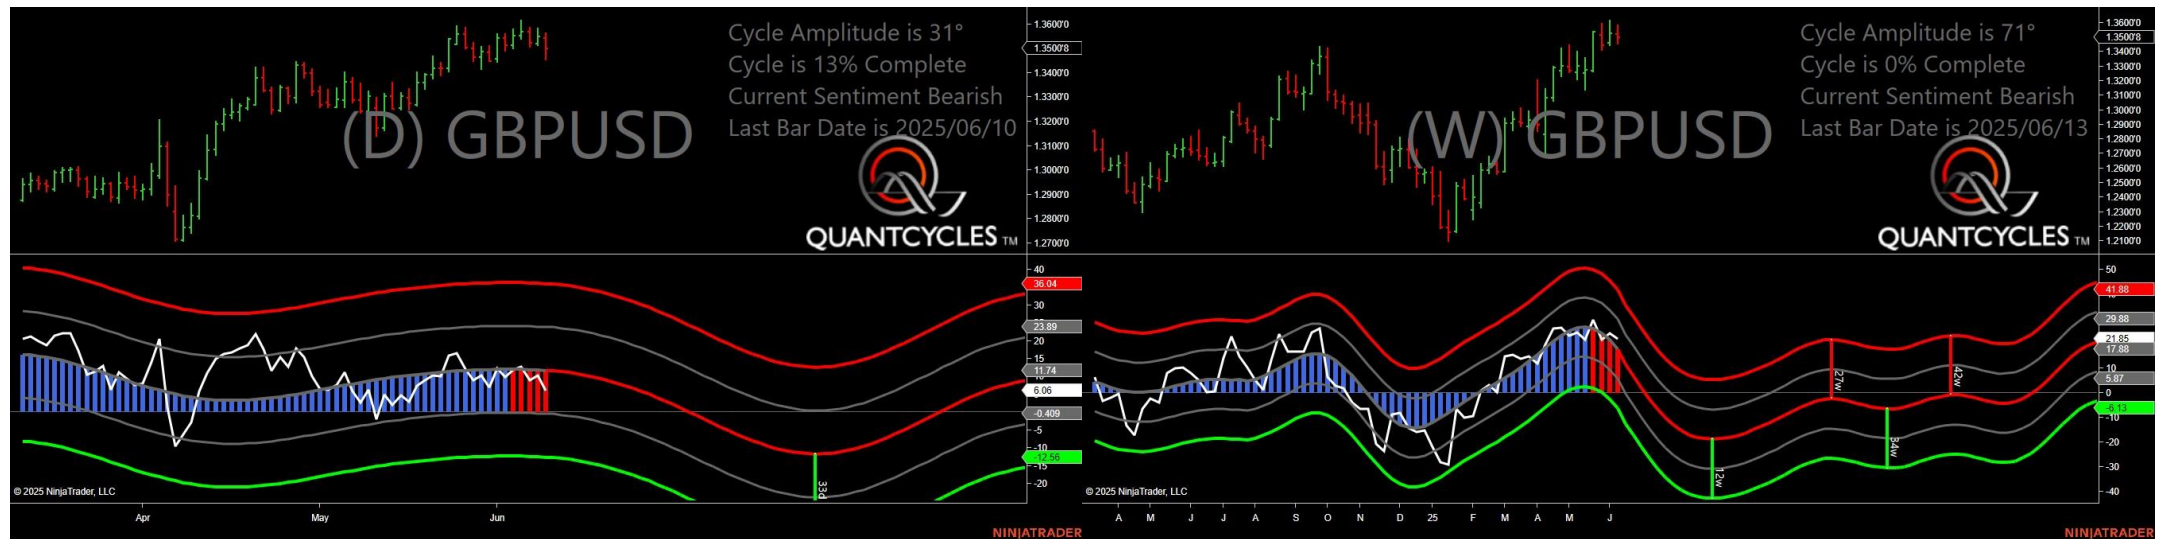 Cycle Amplitude is 31°
Cycle is 13% Complete
Current Sentiment Bearish
Last Bar Date is 2025/06/10
(D) GBPUSD
QUANTCYCLES TM
1.3600'0
1.3500'8
1.3400'0
1.3300'0
1.3200'0
1.3100'0
1.3000'0
1.2900'0
1.2800'0
1.2700'0
40
36.04
30
23.89
20
15
11.74
6.06
-0.409
-5
-10
-12.56
-15
-20
33d
© 2025 NinjaTrader, LLC
Apr May Jun
NINJATRADER
Cycle Amplitude is 71°
Cycle is 0% Complete
Current Sentiment Bearish
Last Bar Date is 2025/06/13
(W) GBPUSD
QUANTCYCLES TM
1.3600'0
1.3500'8
1.3400'0
1.3300'0
1.3200'0
1.3100'0
1.3000'0
1.2900'0
1.2800'0
1.2700'0
1.2600'0
1.2500'0
1.2400'0
1.2300'0
1.2200'0
1.2100'0
50
41.88
29.88
21.85
17.88
10
5.87
0
-6.13
-10
-20
-30
-40
12w
27w
34w
42w
© 2025 NinjaTrader, LLC
A M J J A S O N D 25 F M A M J
NINJATRADER